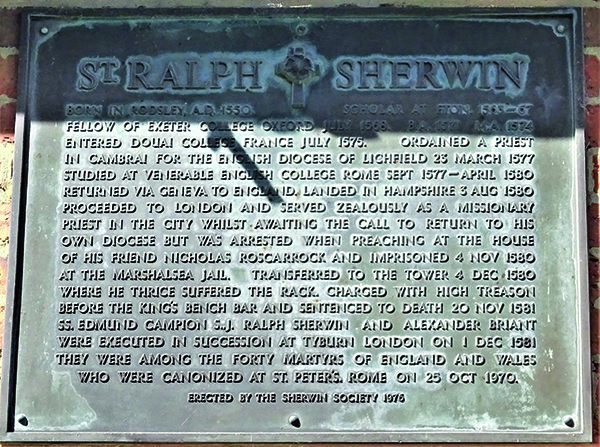 ST. RALPH SHERWIN
BORN IN RODSLEY, A.D. 1550. SCHOLAR AT ETON, 1563-67
FELLOW OF EXETER COLLEGE OXFORD JULY 1568. B.A. 1571 M.A. 1574
ENTERED DOUAI COLLEGE FRANCE JULY 1575. ORDAINED A PRIEST
IN CAMBRAI FOR THE ENGLISH DIOCESE OF LICHFIELD 23 MARCH 1577
STUDIED AT VENERABLE ENGLISH COLLEGE ROME SEPT 1577-APRIL 1580
RETURNED VIA GENEVA TO ENGLAND, LANDED IN HAMPSHIRE 3 AUG 1580
PROCEEDED TO LONDON AND SERVED ZEALOUSLY AS A MISSIONARY
PRIEST IN THE CITY WHILST AWAITING THE CALL TO RETURN TO HIS
OWN DIOCESE BUT WAS ARRESTED WHEN PREACHING AT THE HOUSE
OF HIS FRIEND NICHOLAS ROSCARROCK AND IMPRISONED 4 NOV 1580
AT THE MARSHALSEA JAIL. TRANSFERRED TO THE TOWER 4 DEC 1580
WHERE HE THRICE SUFFERED THE RACK. CHARGED WITH HIGH TREASON
BEFORE THE KING'S BENCH BAR AND SENTENCED TO DEATH 20 NOV 1581
SS. EDMUND CAMPION S.J. RALPH SHERWIN AND ALEXANDER BRIANT
WERE EXECUTED IN SUCCESSION AT TYBURN LONDON ON 1 DEC 1581
THEY WERE AMONG THE FORTY MARTYRS OF ENGLAND AND WALES
WHO WERE CANONIZED AT ST. PETER'S, ROME ON 25 OCT 1970.
ERECTED BY THE SHERWIN SOCIETY 1976